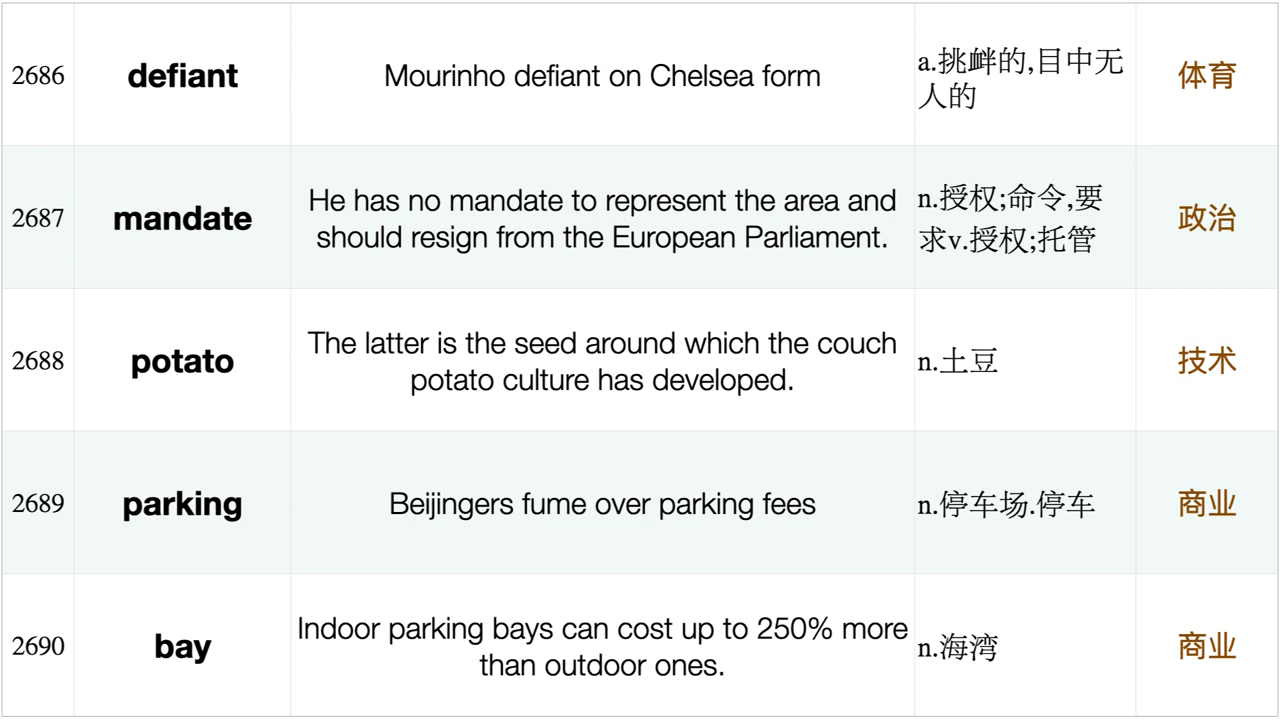 2686
defiant
Mourinho defiant on Chelsea form
a.挑衅的,目中无
人的
体育
2687
mandate
He has no mandate to represent the area and
should resign from the European Parliament.
n.授权;命令,要
求v.授权;托管
政治
2688
potato
The latter is the seed around which the couch
potato culture has developed.
n.土豆
技术
2689
parking
Beijingers fume over parking fees
n.停车场.停车
商业
2690
bay
Indoor parking bays can cost up to 250% more
than outdoor ones.
n.海湾
商业